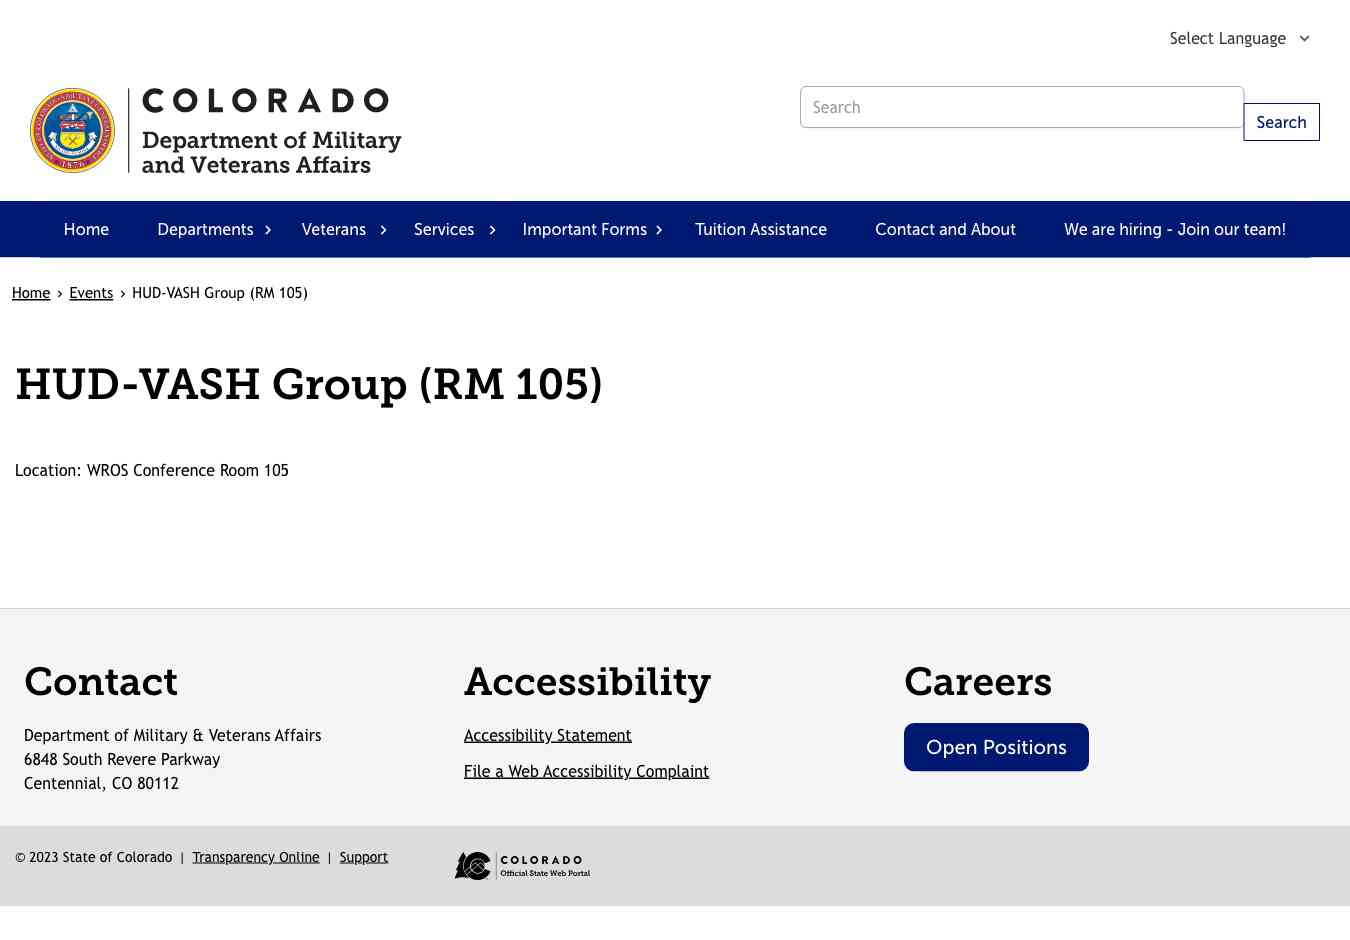 Select Language
COLORADO
Department of Military
and Veterans Affairs
1876
Search
Search
Home
Departments
Veterans
Services
Important Forms
Tuition Assistance
Contact and About
We are hiring - Join our team!
Home › Events › HUD-VASH Group (RM 105)
HUD-VASH Group (RM 105)
Location: WROS Conference Room 105
Contact
Department of Military & Veterans Affairs
6848 South Revere Parkway
Centennial, CO 80112
Accessibility
Accessibility Statement
File a Web Accessibility Complaint
Careers
Open Positions
© 2023 State of Colorado | Transparency Online | Support
COLORADO
Official State Web Portal